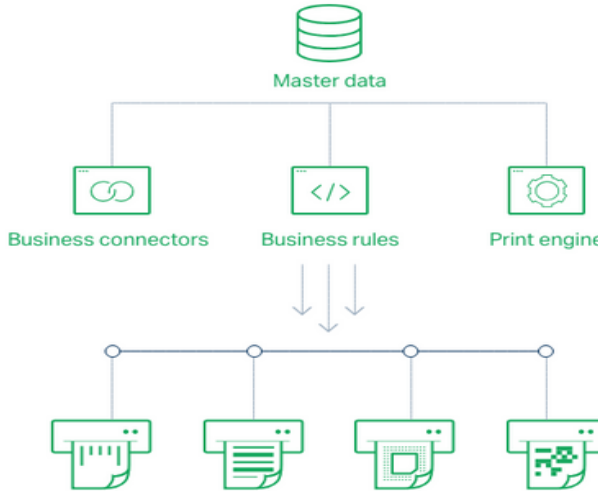 Master data
Business connectors
Business rules
Print engine